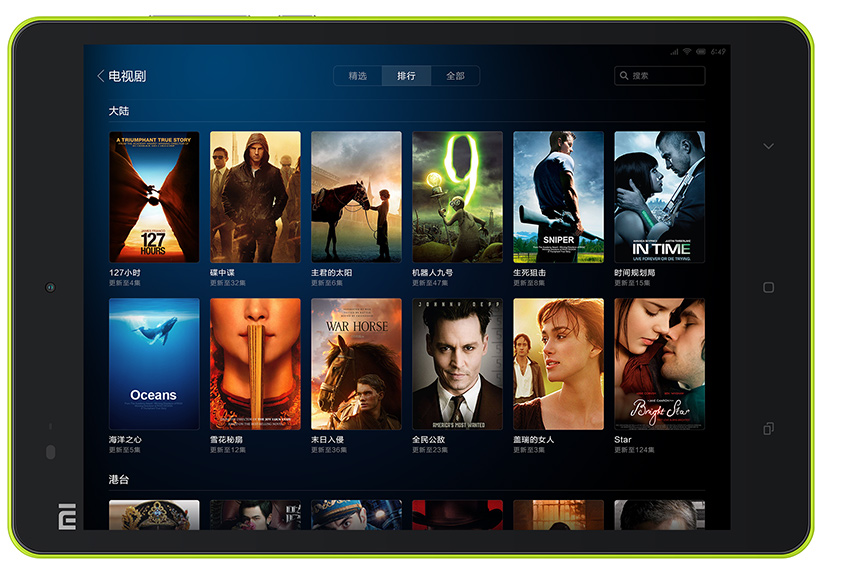 6:49
电视剧
精选
排行
全部
搜索
大陆
A TRIUMPHANT TRUE STORY
JAMES FRANCO
127
HOURS
9
SNIPER
IN TIME
LIVE FOREVER OR DIE TRYING
127小时
碟中谍
主君的太阳
机器人九号
生死狙击
时间规划局
更新至4集
更新至32集
更新至6集
更新至47集
更新至8集
更新至15集
Oceans
WAR HORSE
JOHNNY DEPP
AMERICA'S MOST WANTED
Bright Star
海洋之心
雪花秘扇
末日入侵
全民公敌
盖瑞的女人
Star
更新至5集
更新至12集
更新至36集
更新至23集
更新至3集
更新至124集
港台